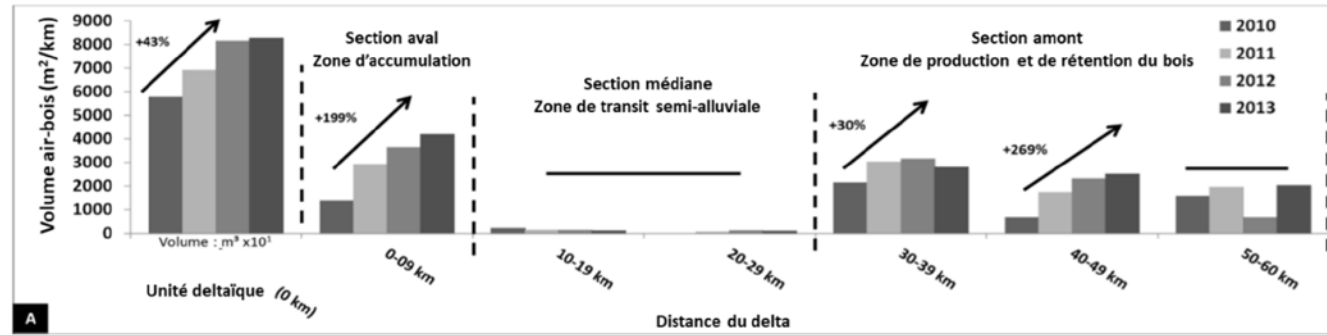 Volume air-bois (m²/km)
9000
8000
7000
6000
5000
4000
3000
2000
1000
0
+43%
Volume : m³ x10¹
Unité deltaïque (0 km)
Section aval
Zone d'accumulation
+199%
0-09 km
Section médiane
Zone de transit semi-alluviale
10-19 km
20-29 km
Section amont
Zone de production et de rétention du bois
+30%
30-39 km
+269%
40-49 km
50-60 km
2010
2011
2012
2013
Distance du delta
A